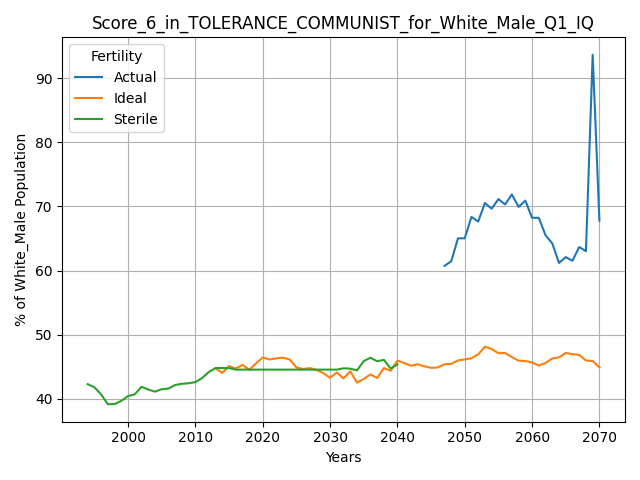 Score_6_in_TOLERANCE_COMMUNIST_for_White_Male_Q1_IQ
Fertility
Actual
Ideal
Sterile
% of White_Male Population
90
80
70
60
50
40
2000
2010
2020
2030
2040
2050
2060
2070
Years